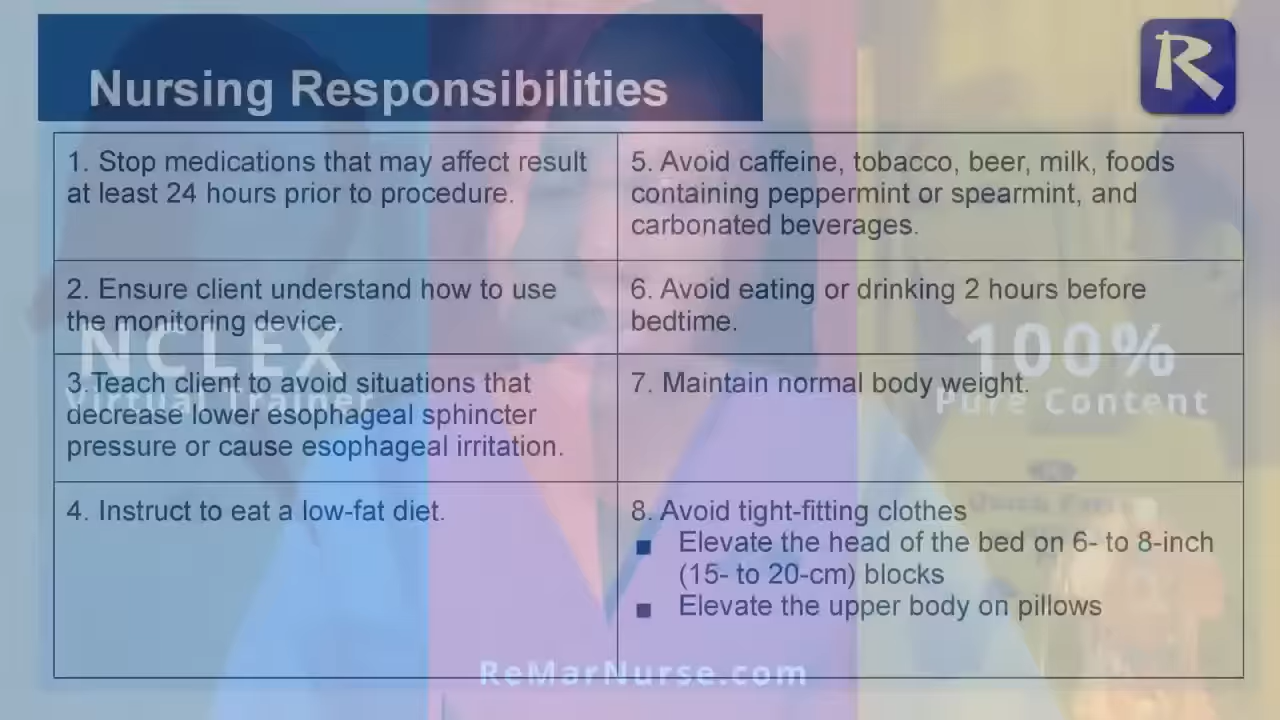 Nursing Responsibilities
R
1. Stop medications that may affect result
at least 24 hours prior to procedure.
5. Avoid caffeine, tobacco, beer, milk, foods
containing peppermint or spearmint, and
carbonated beverages.
2. Ensure client understand how to use
the monitoring device.
6. Avoid eating or drinking 2 hours before
bedtime.
NCLEX
Virtual Trainer
100%
Pure Content
3.Teach client to avoid situations that
decrease lower esophageal sphincter
pressure or cause esophageal irritation.
7. Maintain normal body weight.
4. Instruct to eat a low-fat diet.
8. Avoid tight-fitting clothes
■ Elevate the head of the bed on 6- to 8-inch
(15- to 20-cm) blocks
■ Elevate the upper body on pillows
ReMarNurse.com